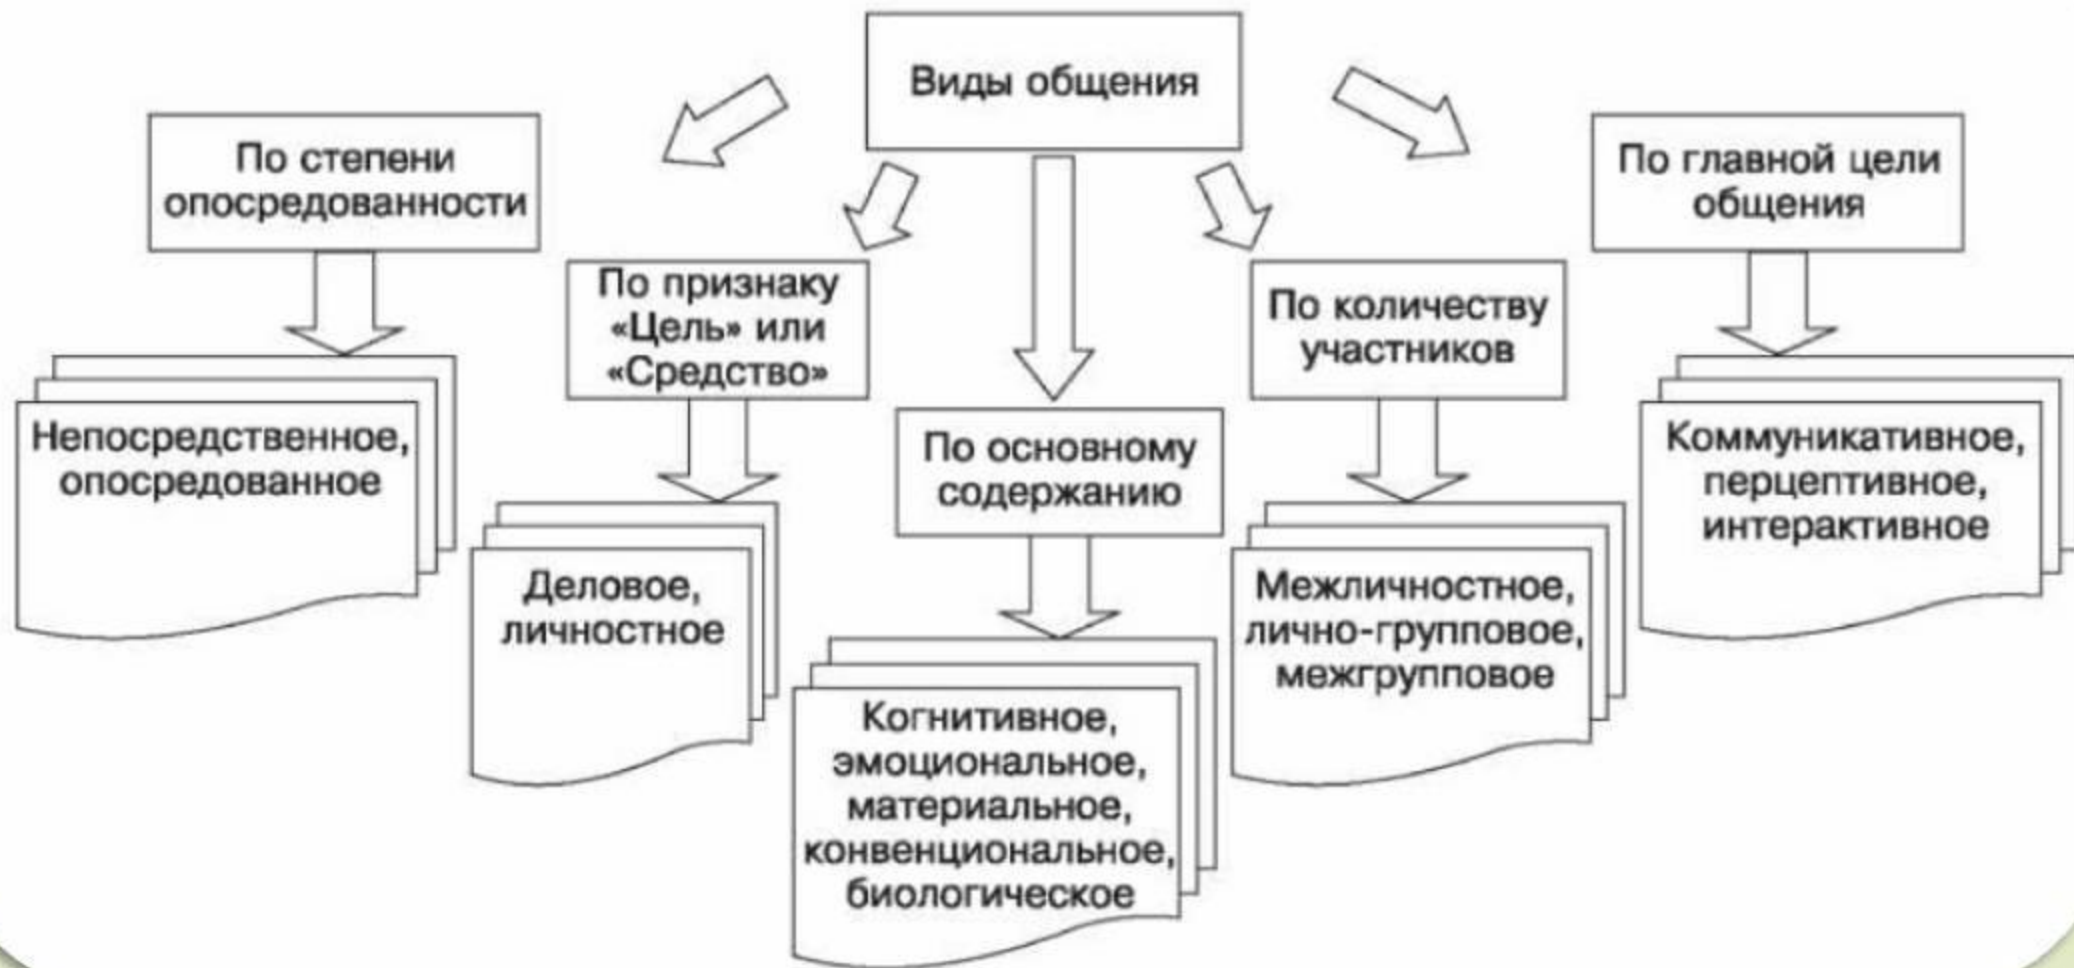 Виды общения
По степени
опосредованности
Непосредственное,
опосредованное
По признаку
«Цель» или
«Средство»
Деловое,
личностное
По основному
содержанию
Когнитивное,
эмоциональное,
материальное,
конвенциональное,
биологическое
По количеству
участников
Межличностное,
лично-групповое,
межгрупповое
По главной цели
общения
Коммуникативное,
перцептивное,
интерактивное